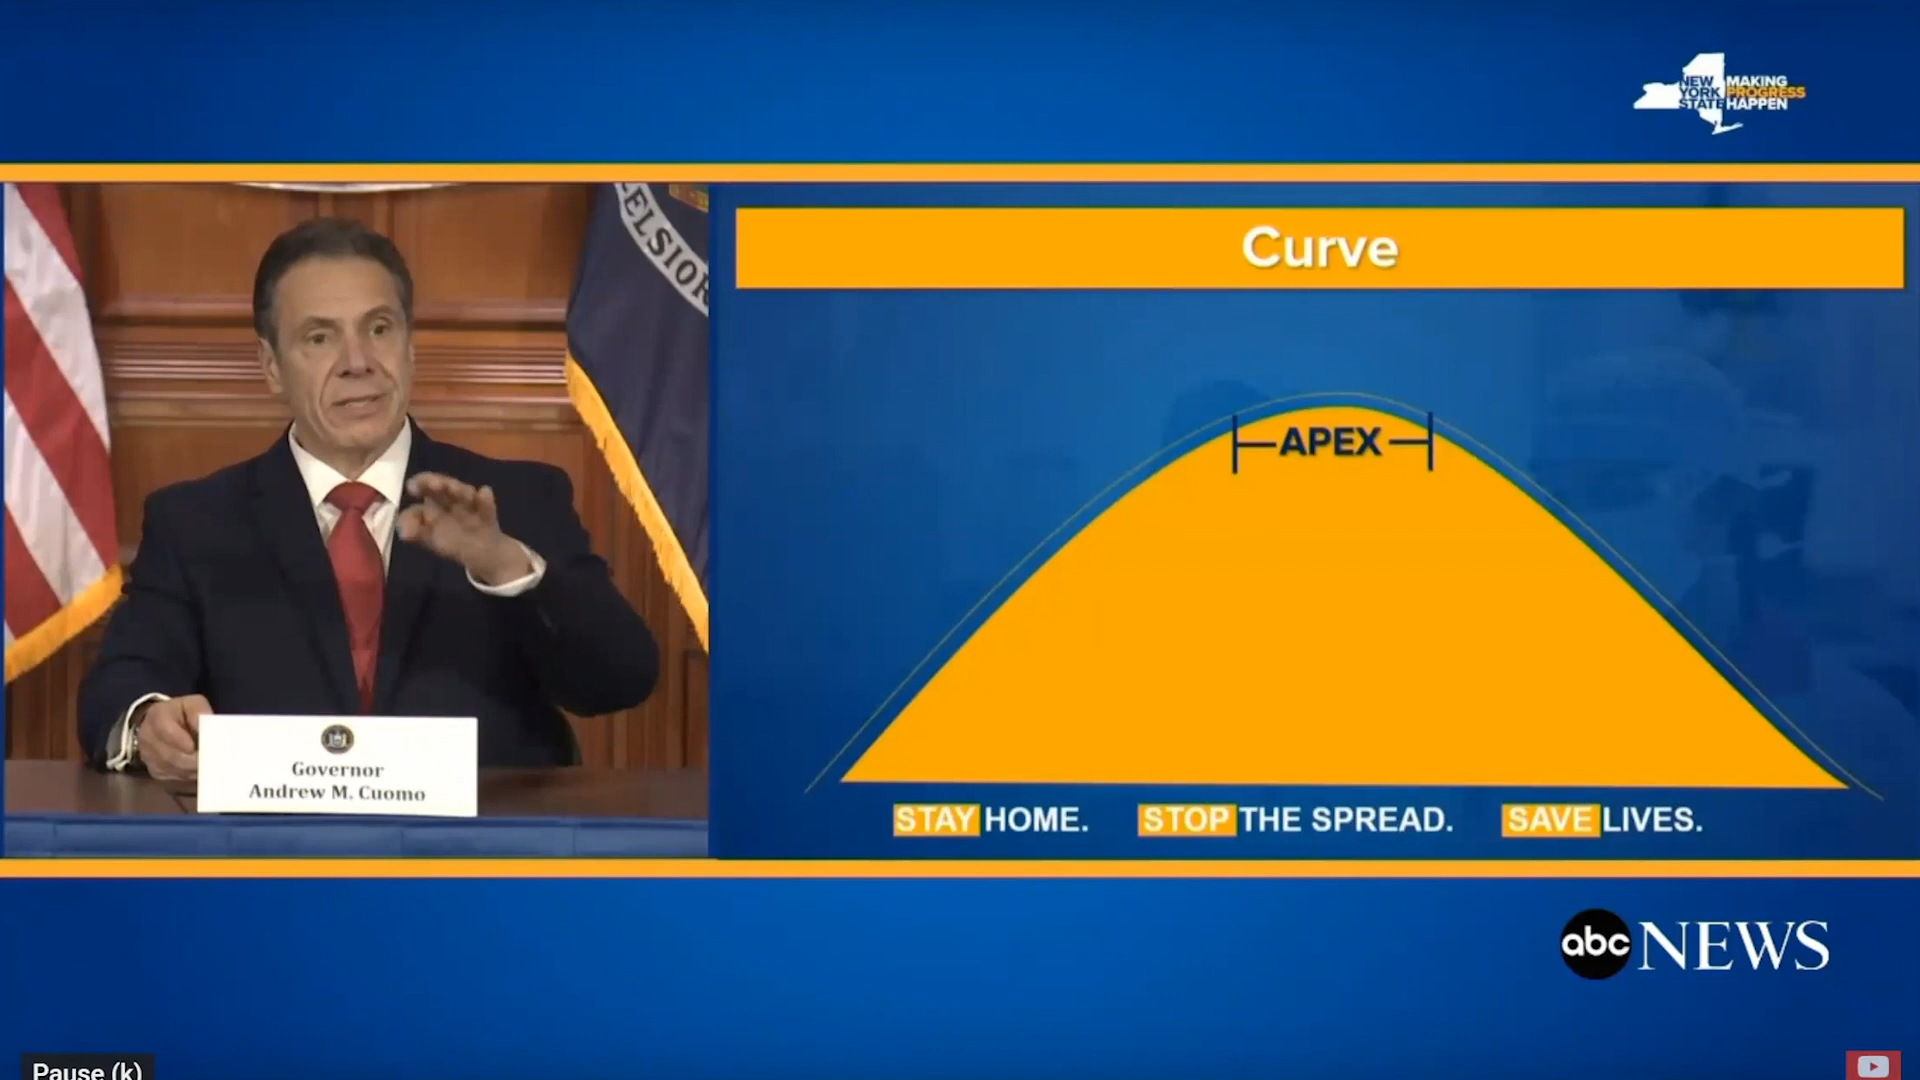 NEW
YORK
STATE
MAKING
PROGRESS
HAPPEN
ELSIOR
Curve
APEX
Governor
Andrew M. Cuomo
STAY HOME. STOP THE SPREAD. SAVE LIVES.
abc NEWS
Pause (k)